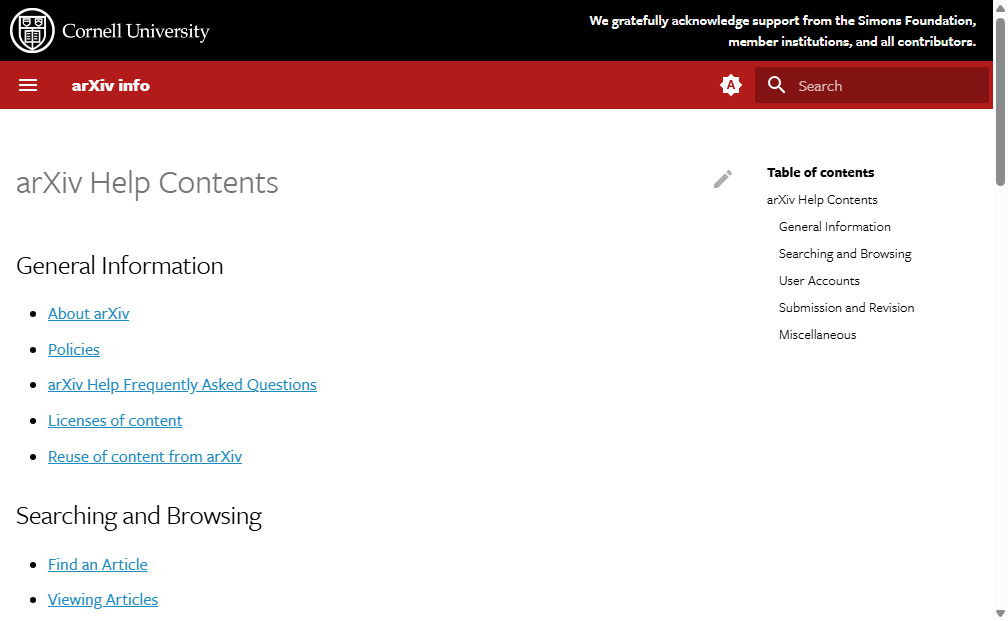 Cornell University
We gratefully acknowledge support from the Simons Foundation,
member institutions, and all contributors.
arXiv info
A
Search
arXiv Help Contents
General Information
About arXiv
Policies
arXiv Help Frequently Asked Questions
Licenses of content
Reuse of content from arXiv
Searching and Browsing
Find an Article
Viewing Articles
Table of contents
arXiv Help Contents
General Information
Searching and Browsing
User Accounts
Submission and Revision
Miscellaneous